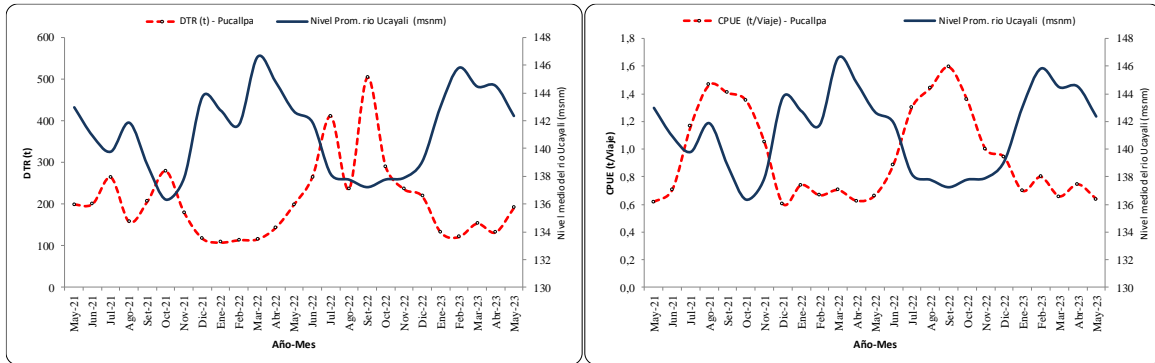 DTR (t) - Pucallpa
Nivel Prom. rio Ucayali (msnm)
600
500
400
300
200
100
0
DTR (t)
148
146
144
142
140
138
136
134
132
130
Nivel medio del río Ucayali (msnm)
May-21
Jun-21
Jul-21
Ago-21
Set-21
Oct-21
Nov-21
Dic-21
Ene-22
Feb-22
Mar-22
Abr-22
May-22
Jun-22
Jul-22
Ago-22
Set-22
Oct-22
Nov-22
Dic-22
Ene-23
Feb-23
Mar-23
Abr-23
May-23
Año-Mes
CPUE (t/Viaje) - Pucallpa
Nivel Prom. rio Ucayali (msnm)
1,8
1,6
1,4
1,2
1,0
0,8
0,6
0,4
0,2
0,0
CPUE (t/Viaje)
148
146
144
142
140
138
136
134
132
130
Nivel medio del río Ucayali (msnm)
May-21
Jun-21
Jul-21
Ago-21
Set-21
Oct-21
Nov-21
Dic-21
Ene-22
Feb-22
Mar-22
Abr-22
May-22
Jun-22
Jul-22
Ago-22
Set-22
Oct-22
Nov-22
Dic-22
Ene-23
Feb-23
Mar-23
Abr-23
May-23
Año-Mes